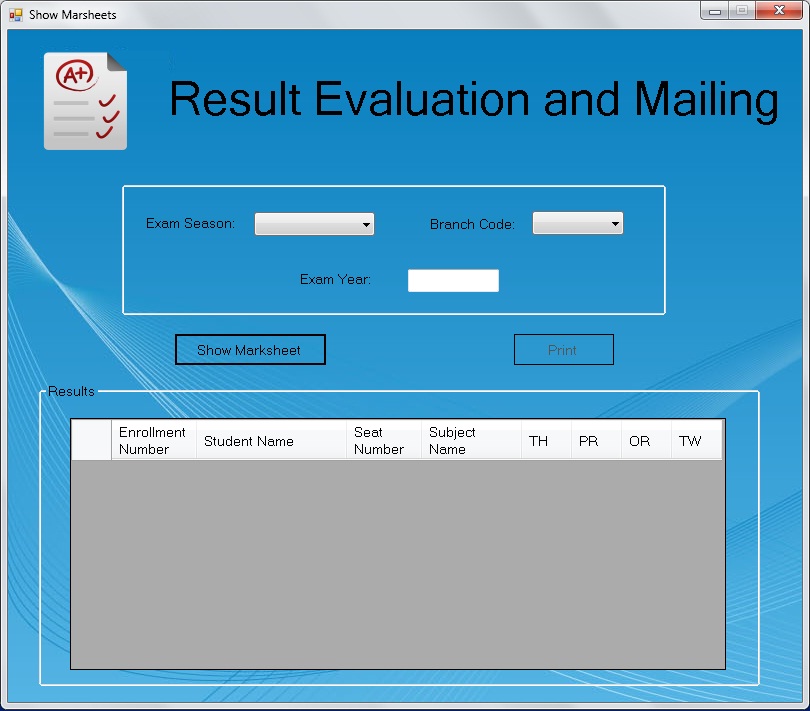 Show Marsheets
A+
Result Evaluation and Mailing
Exam Season:
Branch Code:
Exam Year:
Show Marksheet
Print
Results
Enrollment
Number
Student Name
Seat
Number
Subject
Name
TH
PR
OR
TW